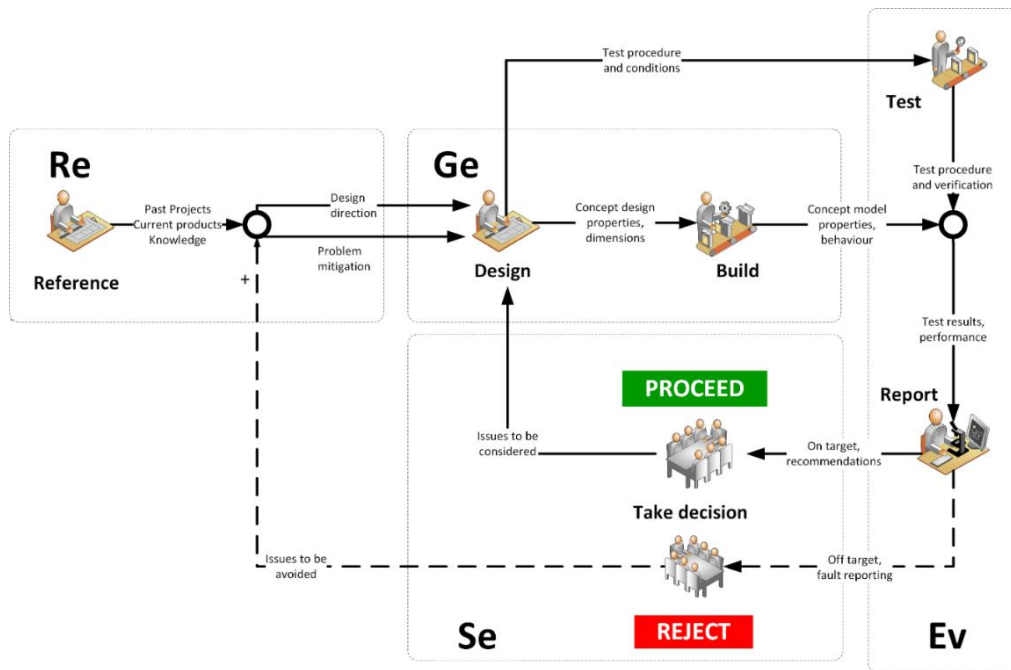 Test procedure
and conditions
Test
Re
Ge
Past Projects
Current products
Knowledge
Design
direction
Problem
mitigation
Concept design
properties,
dimensions
Concept model
properties,
behaviour
Test procedure
and verification
Reference
+
Design
Build
Test results,
performance
PROCEED
Report
Issues to be
considered
On target,
recommendations
Take decision
Issues to be
avoided
Off target,
fault reporting
Se
REJECT
Ev